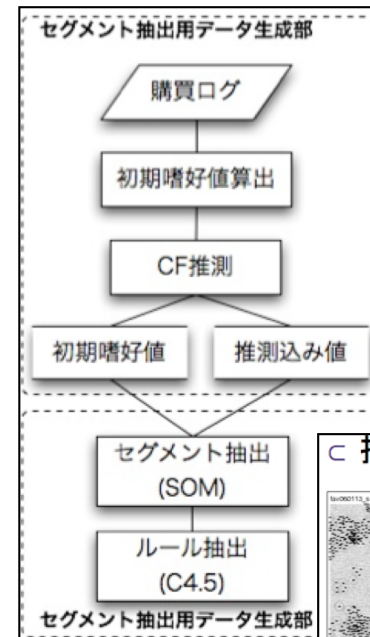 セグメント抽出用データ生成部
購買ログ
初期嗜好値算出
CF推測
初期嗜好値
推測込み値
セグメント抽出
(SOM)
ルール抽出
(C4.5)
セグメント抽出用データ生成部